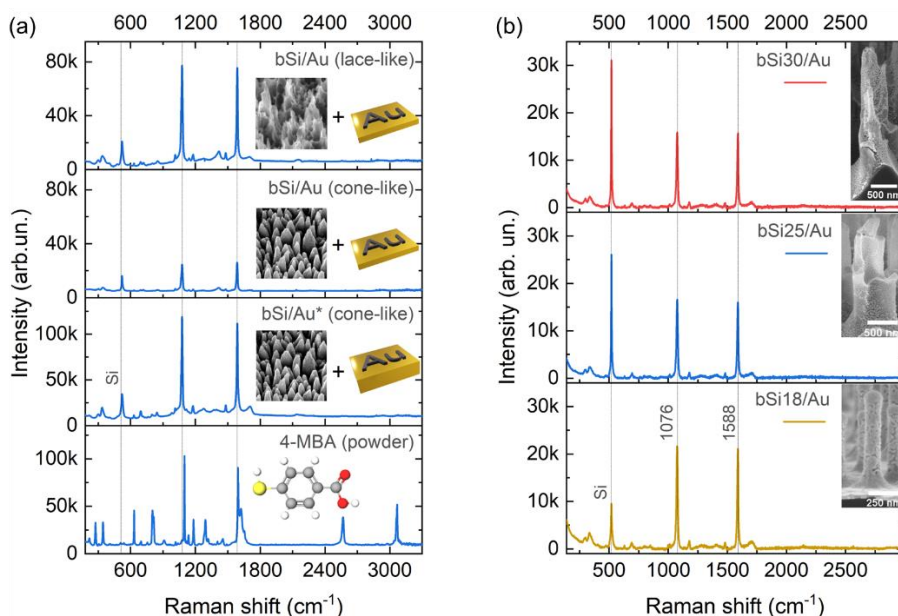 (a)
600 1200 1800 2400 3000
bSi/Au (lace-like)
80k
40k
0
+ Au
bSi/Au (cone-like)
80k
40k
0
+ Au
bSi/Au* (cone-like)
100k
50k
0
Si
+ Au
4-MBA (powder)
100k
50k
0
600 1200 1800 2400 3000
Raman shift (cm-1)
Intensity (arb.un.)
(b)
500 1000 1500 2000 2500
bSi30/Au
30k
20k
10k
0
500 nm
bSi25/Au
30k
20k
10k
0
bSi18/Au
30k
20k
10k
0
Si
1076
1588
250 nm
500 1000 1500 2000 2500
Raman shift (cm-1)
Intensity (arb. un.)